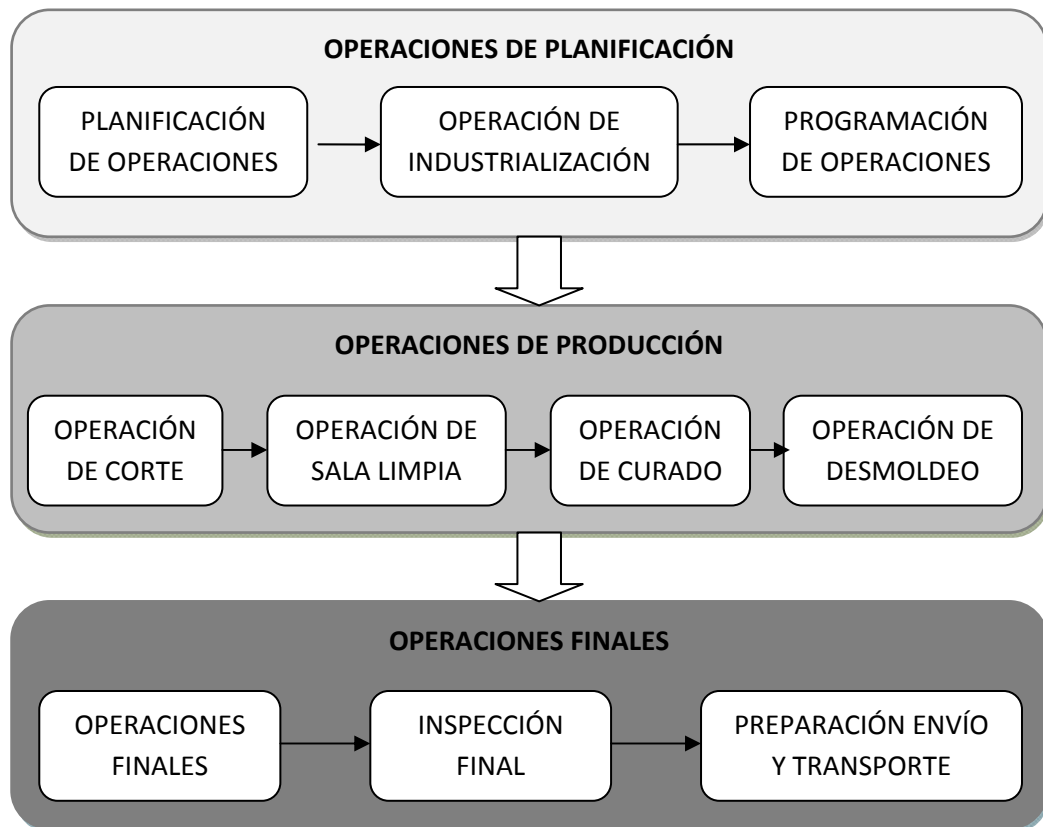 OPERACIONES DE PLANIFICACIÓN
PLANIFICACIÓN
DE OPERACIONES
OPERACIÓN DE
INDUSTRIALIZACIÓN
PROGRAMACIÓN
DE OPERACIONES
OPERACIONES DE PRODUCCIÓN
OPERACIÓN
DE CORTE
OPERACIÓN DE
SALA LIMPIA
OPERACIÓN
DE CURADO
OPERACIÓN DE
DESMOLDEO
OPERACIONES FINALES
OPERACIONES
FINALES
INSPECCIÓN
FINAL
PREPARACIÓN ENVÍO
Y TRANSPORTE